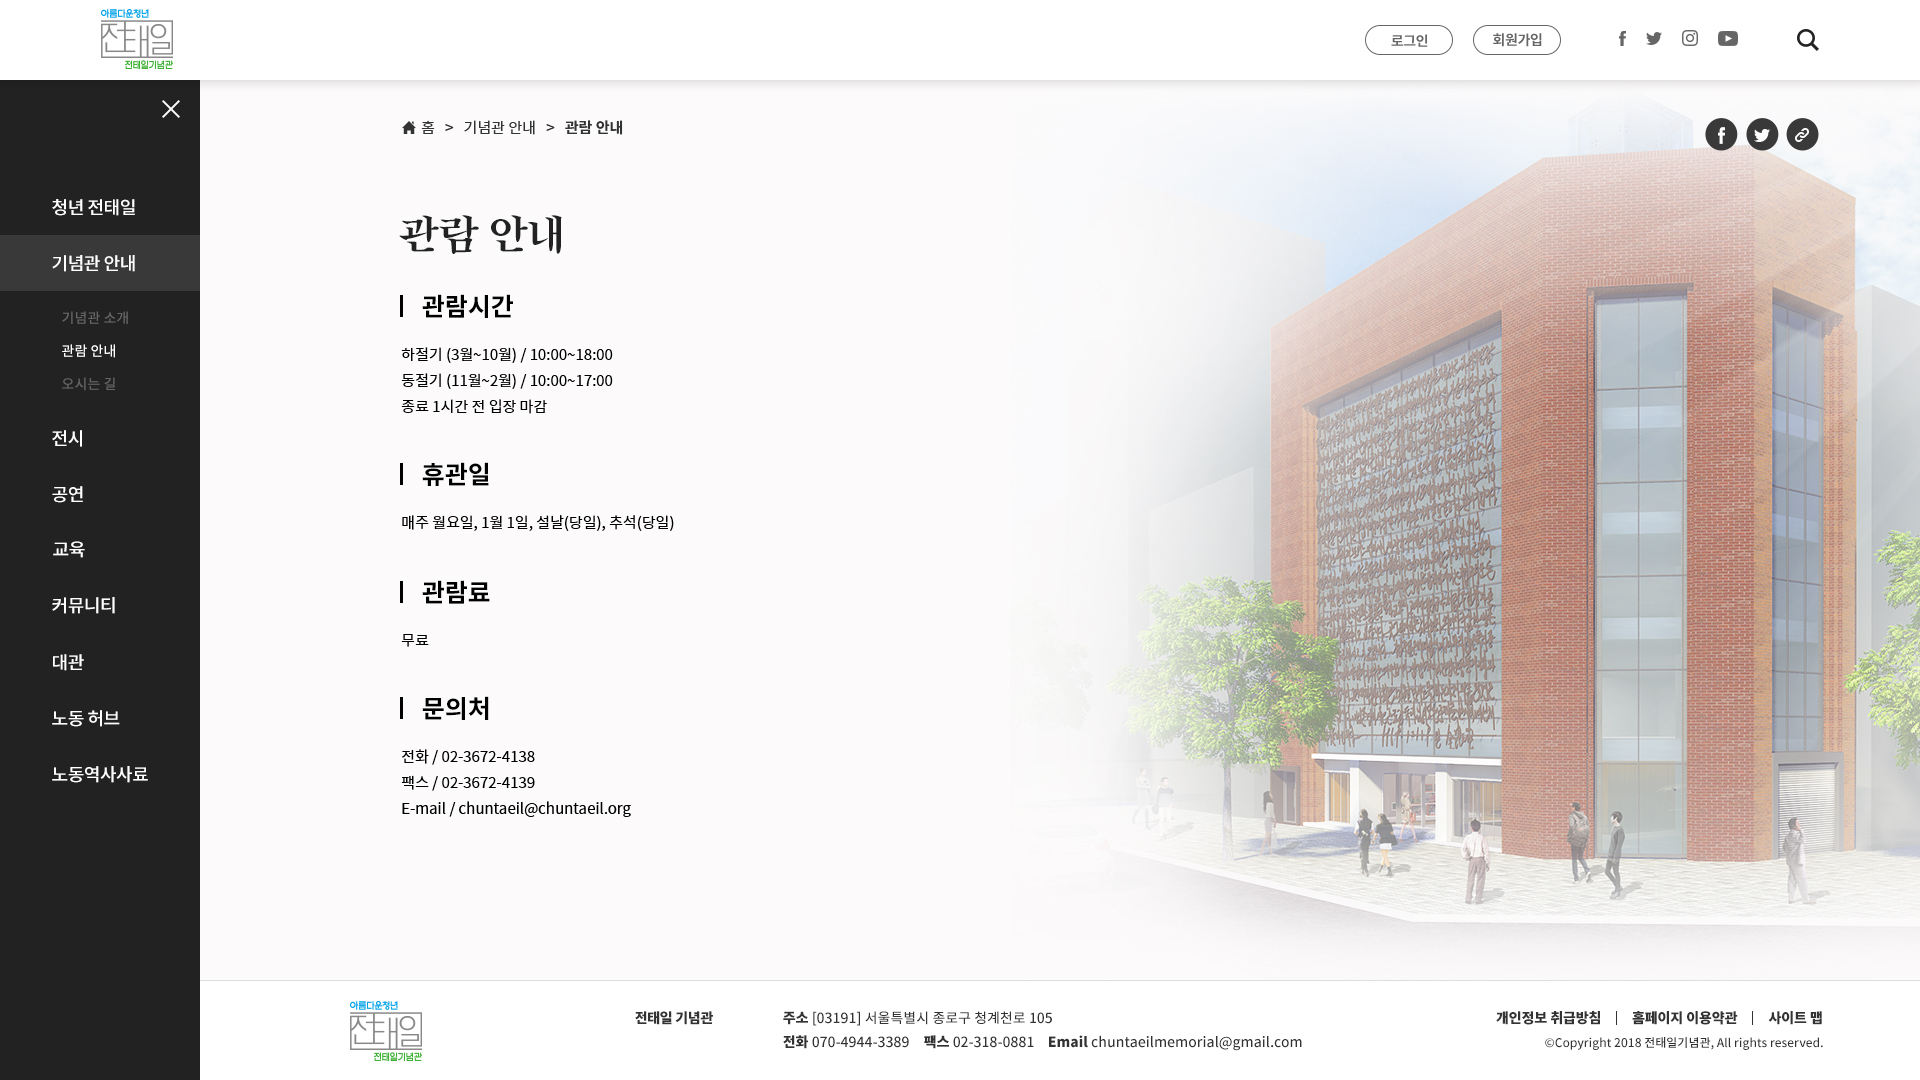 아름다운청년
전태일
전태일기념관
로그인
회원가입
홈 > 기념관 안내 > 관람 안내
청년 전태일
기념관 안내
기념관 소개
관람 안내
오시는 길
전시
공연
교육
커뮤니티
대관
노동 허브
노동역사사료
관람 안내
관람시간
하절기 (3월~10월) / 10:00~18:00
동절기 (11월~2월) / 10:00~17:00
종료 1시간 전 입장 마감
휴관일
매주 월요일, 1월 1일, 설날(당일), 추석(당일)
관람료
무료
문의처
전화 / 02-3672-4138
팩스 / 02-3672-4139
E-mail / chuntaeil@chuntaeil.org
아름다운청년
전태일
전태일기념관
전태일 기념관
주소 [03191] 서울특별시 종로구 청계천로 105
전화 070-4944-3389 팩스 02-318-0881 Email chuntaeilmemorial@gmail.com
개인정보 취급방침 | 홈페이지 이용약관 | 사이트 맵
©Copyright 2018 전태일기념관, All rights reserved.